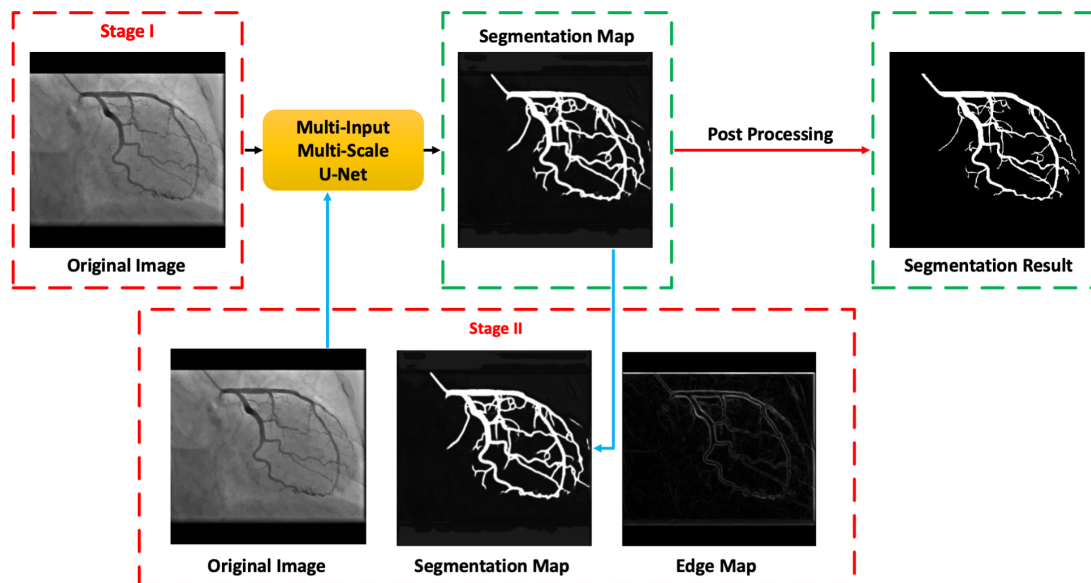 Stage I
Original Image
Multi-Input
Multi-Scale
U-Net
Segmentation Map
Post Processing
Segmentation Result
Stage II
Original Image
Segmentation Map
Edge Map